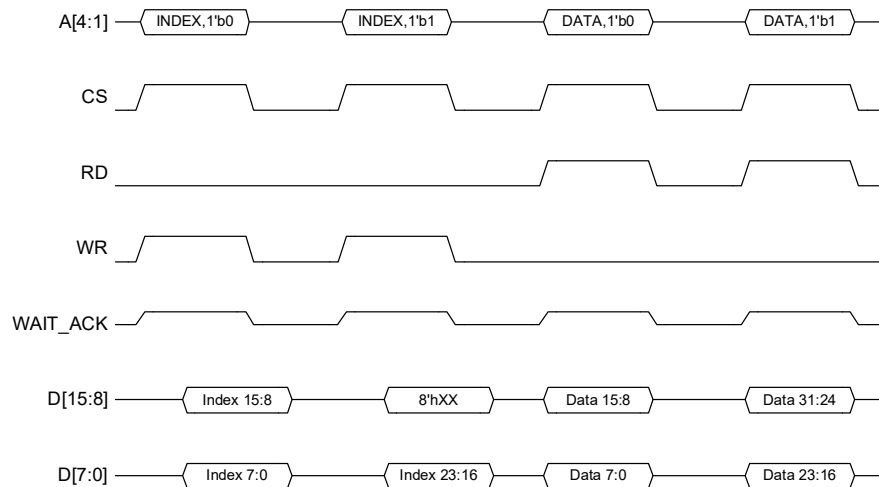 A[4:1] INDEX,1'b0 INDEX,1'b1 DATA,1'b0 DATA,1'b1
CS
RD
WR
WAIT_ACK
D[15:8] Index 15:8 8'hXX Data 15:8 Data 31:24
D[7:0] Index 7:0 Index 23:16 Data 7:0 Data 23:16